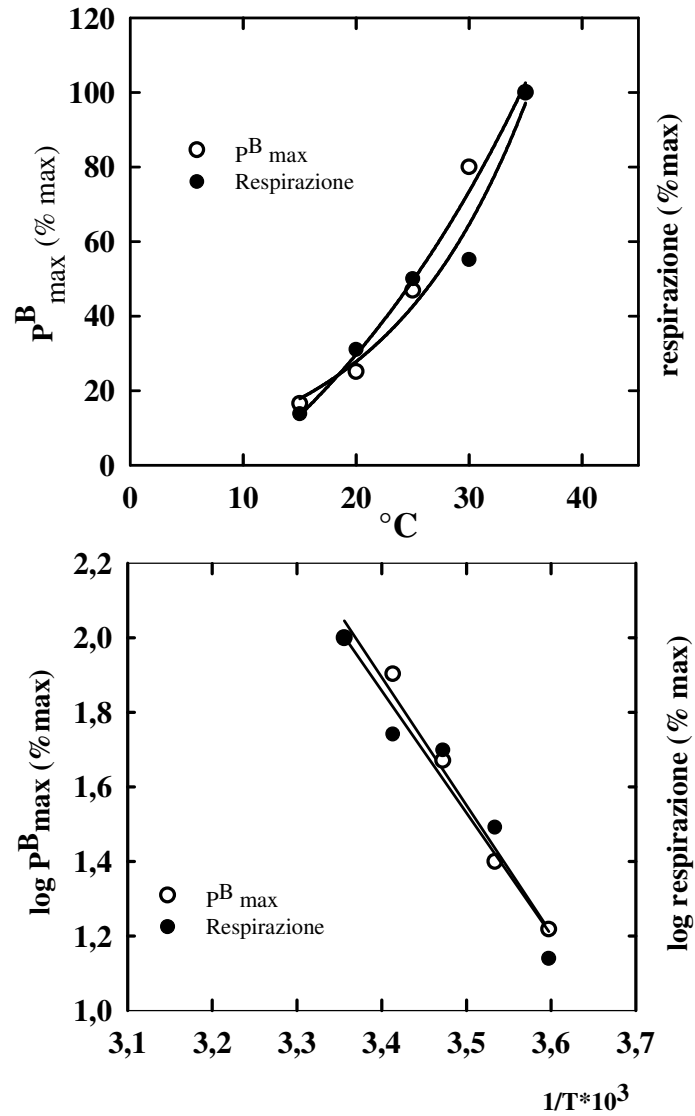 120
100
80
60
40
20
0
P^B max (% max)
respirazione (%max)
P^B max
Respirazione
0 10 20 30 40
°C
2,2
2,0
1,8
1,6
1,4
1,2
1,0
log P^B max (%max)
log respirazione (% max)
P^B max
Respirazione
3,1 3,2 3,3 3,4 3,5 3,6 3,7
1/T*10^3